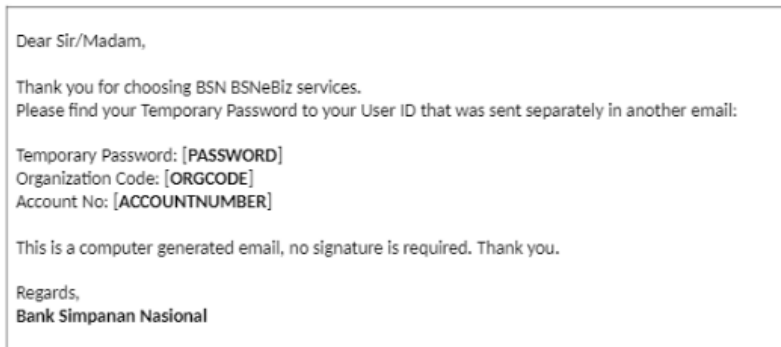 Dear Sir/Madam,
Thank you for choosing BSN BSNeBiz services.
Please find your Temporary Password to your User ID that was sent separately in another email:
Temporary Password: [PASSWORD]
Organization Code: [ORGCODE]
Account No: [ACCOUNTNUMBER]
This is a computer generated email, no signature is required. Thank you.
Regards,
Bank Simpanan Nasional